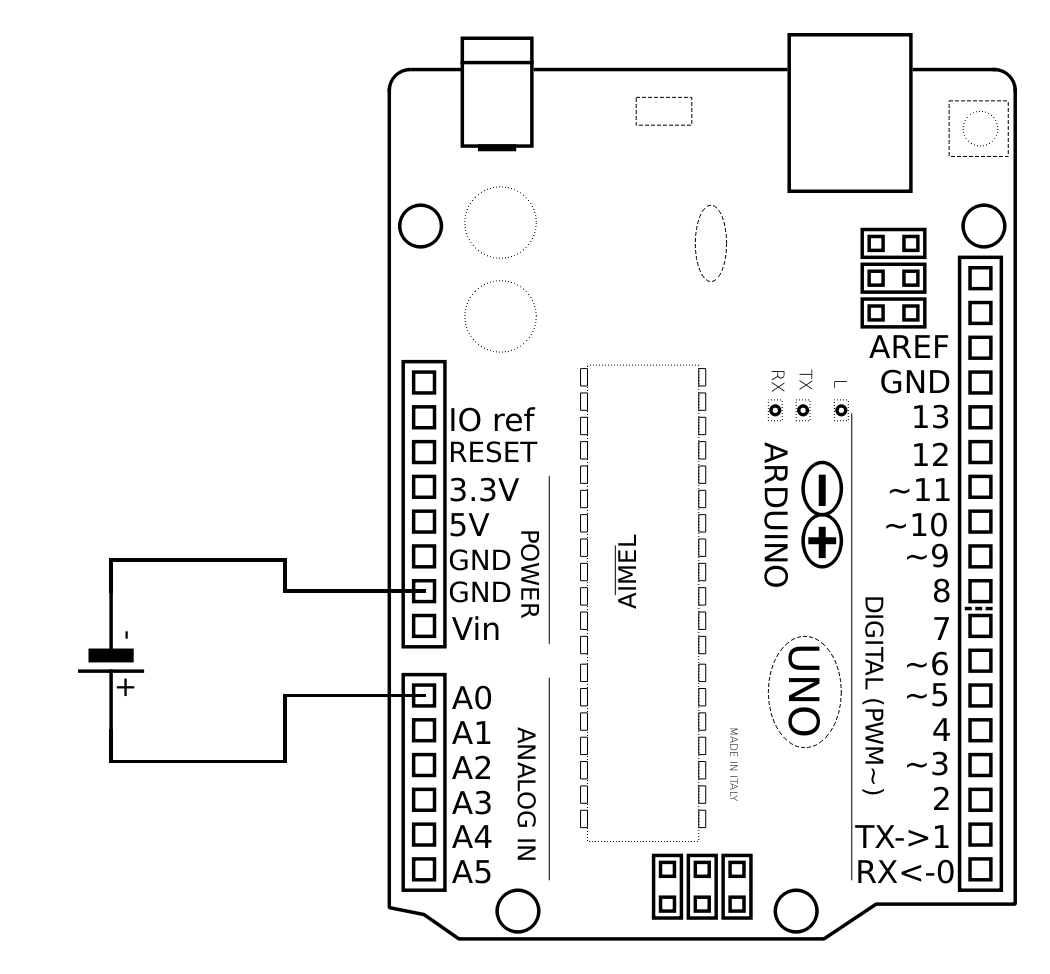 IO ref
RESET
3.3V
5V
GND
GND
Vin
POWER
-
+
A0
A1
A2
A3
A4
A5
ANALOG IN
AREF
GND
13
12
~11
~10
~9
8
7
~6
~5
4
~3
2
TX->1
RX<-0
DIGITAL (PWM~)
RX
TX
L
ARDUINO
UNO
MADE IN ITALY